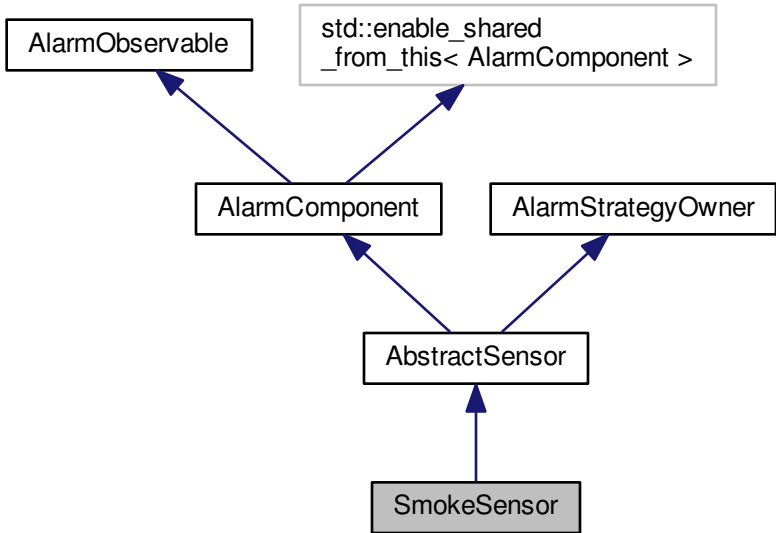 AlarmObservable
std::enable_shared
_from_this< AlarmComponent >
AlarmComponent
AlarmStrategyOwner
AbstractSensor
SmokeSensor